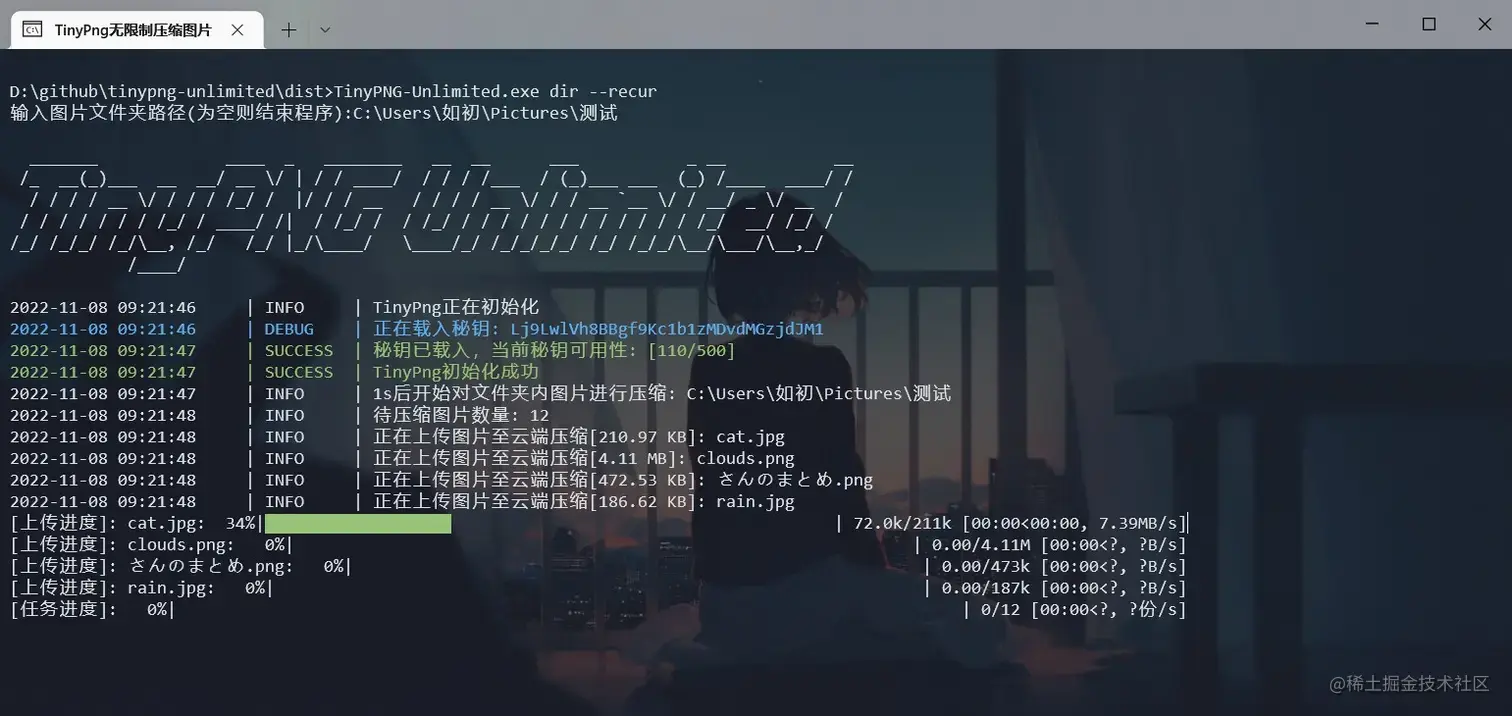 TinyPng无限制压缩图片
D:\github\tinypng-unlimited\dist>TinyPNG-Unlimited.exe dir --recur
输入图片文件夹路径(为空则结束程序):C:\Users\如初\Pictures\测试
TinyPNG Unlimited
2022-11-08 09:21:46 | INFO | TinyPng正在初始化
2022-11-08 09:21:46 | DEBUG | 正在载入秘钥: Lj9LwlVh8BBgf9Kc1b1zMDvdMGzjdJM1
2022-11-08 09:21:47 | SUCCESS | 秘钥已载入, 当前秘钥可用性: [110/500]
2022-11-08 09:21:47 | SUCCESS | TinyPng初始化成功
2022-11-08 09:21:47 | INFO | 1s后开始对文件夹内图片进行压缩: C:\Users\如初\Pictures\测试
2022-11-08 09:21:48 | INFO | 待压缩图片数量: 12
2022-11-08 09:21:48 | INFO | 正在上传图片至云端压缩[210.97 KB]: cat.jpg
2022-11-08 09:21:48 | INFO | 正在上传图片至云端压缩[4.11 MB]: clouds.png
2022-11-08 09:21:48 | INFO | 正在上传图片至云端压缩[472.53 KB]: さんのまとめ.png
2022-11-08 09:21:48 | INFO | 正在上传图片至云端压缩[186.62 KB]: rain.jpg
[上传进度]: cat.jpg: 34%| | 72.0k/211k [00:00<00:00, 7.39MB/s]
[上传进度]: clouds.png: 0%| | 0.00/4.11M [00:00<?, ?B/s]
[上传进度]: さんのまとめ.png: 0%| | 0.00/473k [00:00<?, ?B/s]
[上传进度]: rain.jpg: 0%| | 0.00/187k [00:00<?, ?B/s]
[任务进度]: 0%| | 0/12 [00:00<?, ?份/s]
@稀土掘金技术社区